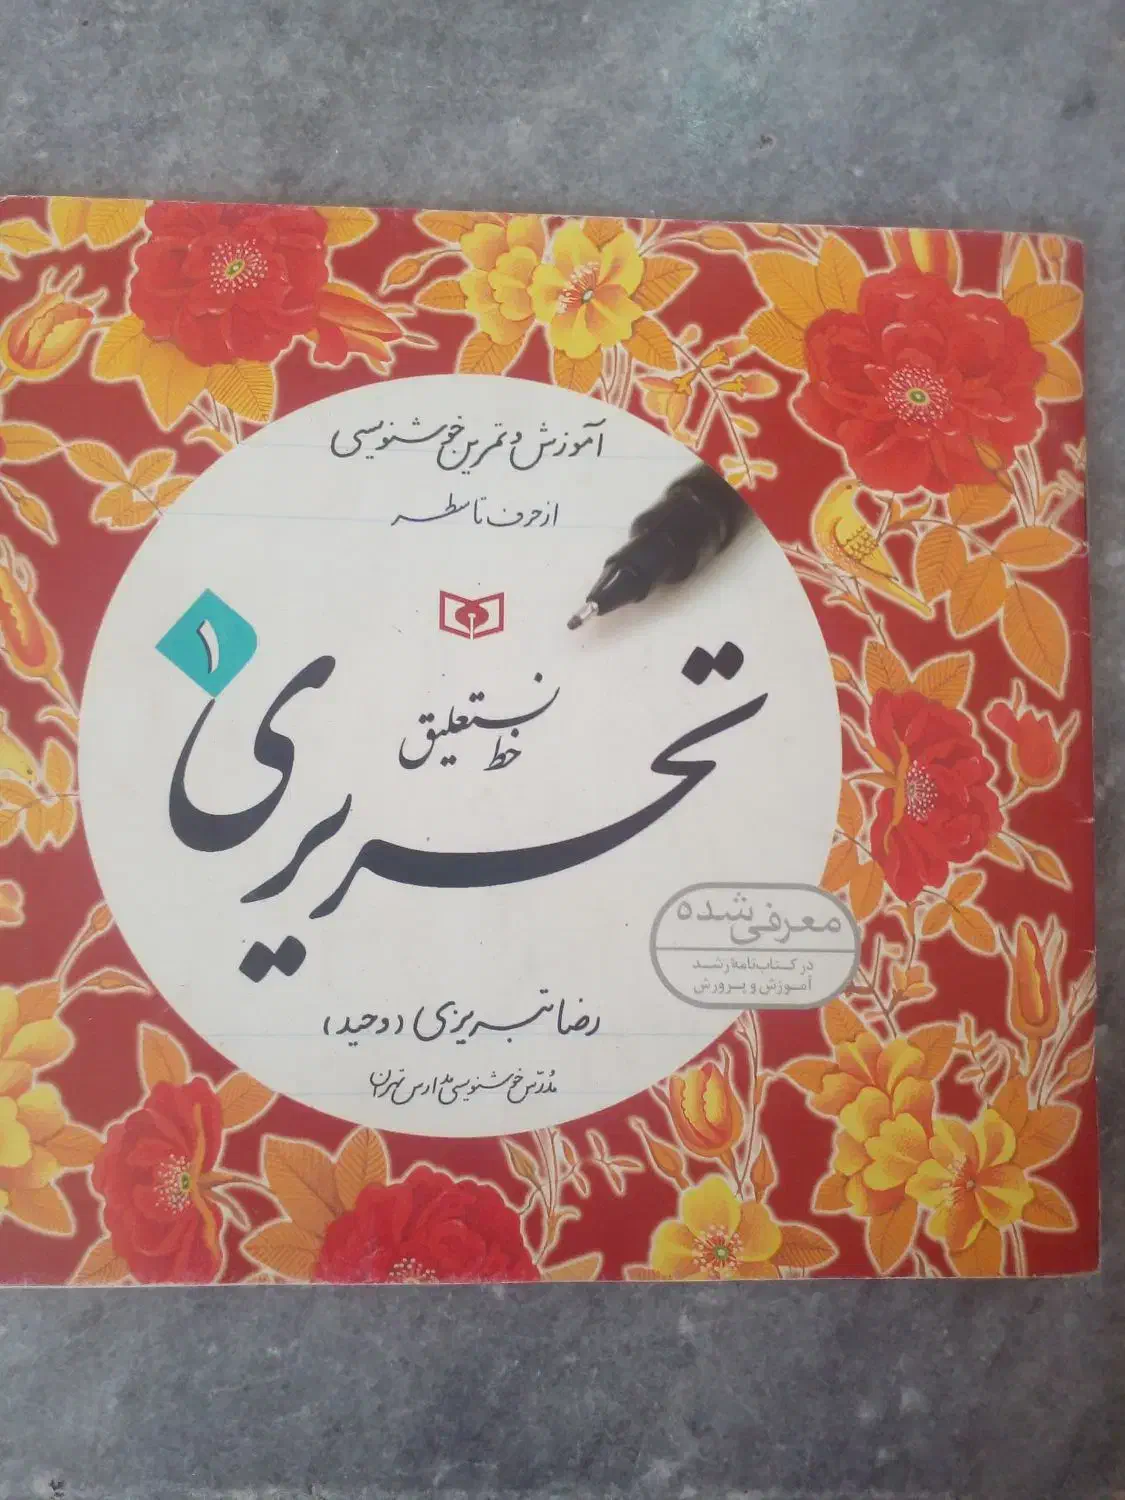 آموزش و تمرین خوشنویسی
از حرف تا سطر
۱
خط نستعلیق
تحریری
معرفی شده
در کتاب‌نامه رشد
آموزش و پرورش
رضا تبریزی (وحید)
مدرّس خوشنویسی مدارس تهران